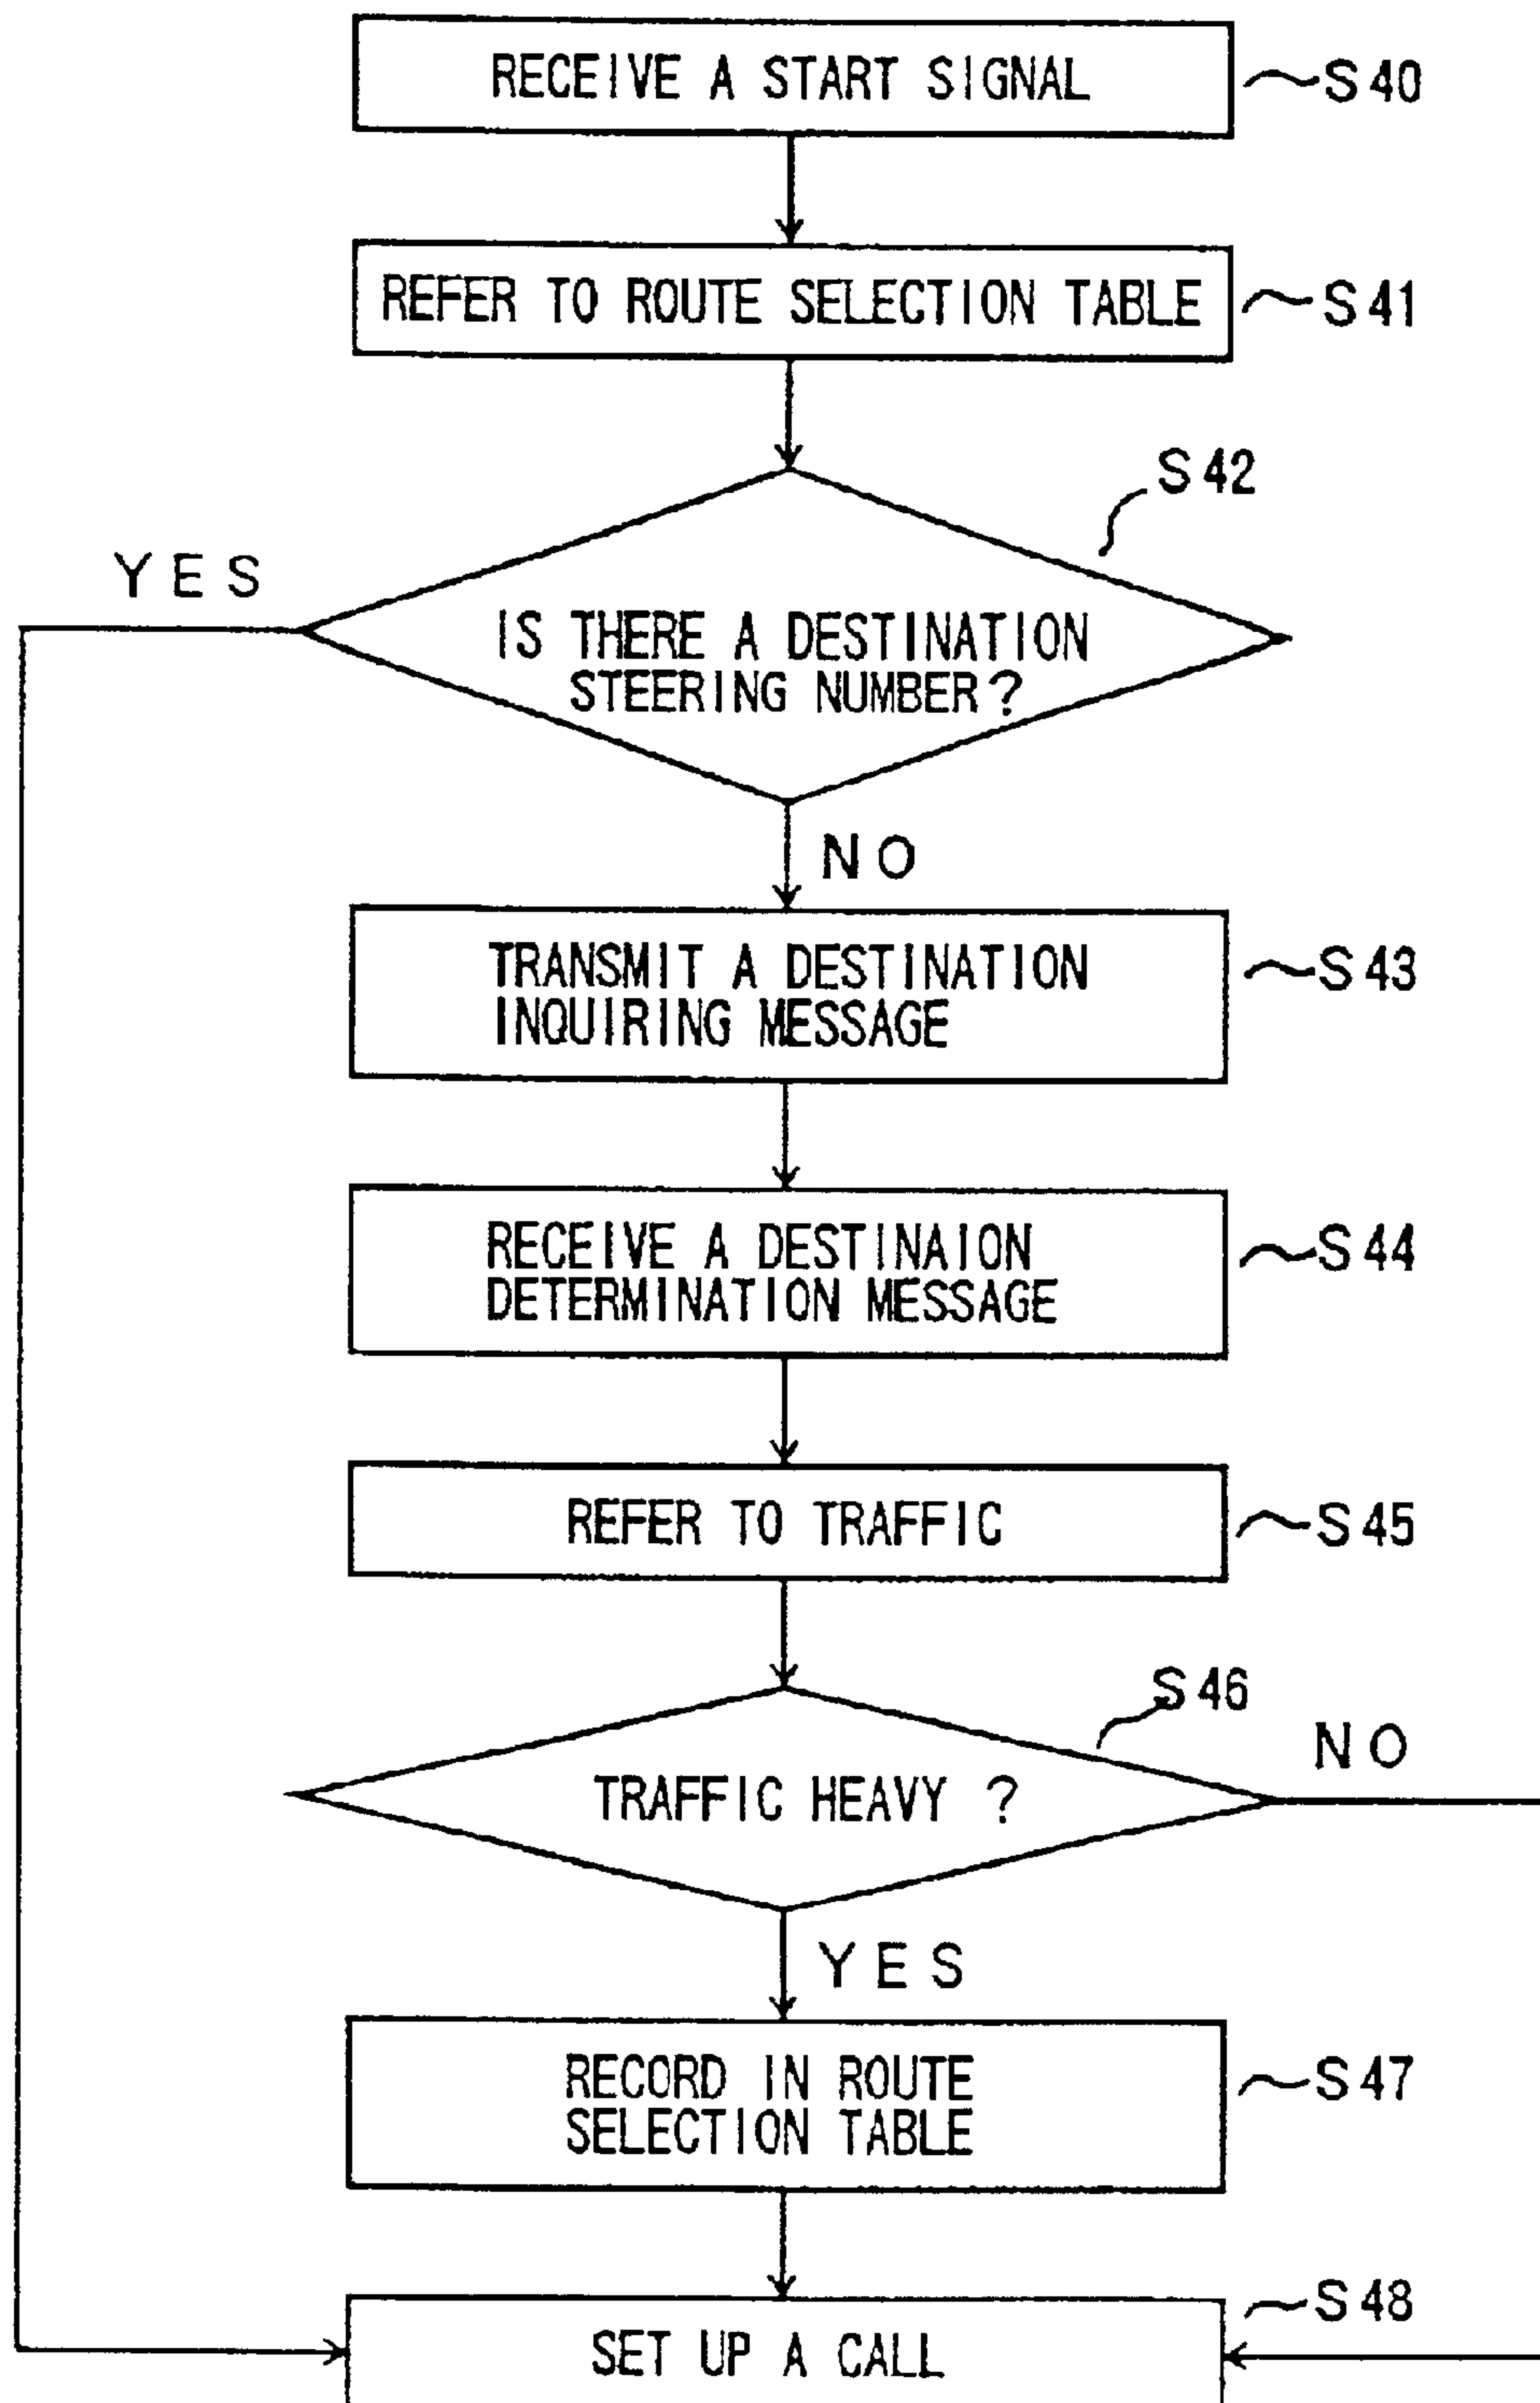 RECEIVE A START SIGNAL
S40
REFER TO ROUTE SELECTION TABLE
S41
S42
YES
IS THERE A DESTINATION
STEERING NUMBER?
NO
TRANSMIT A DESTINATION
INQUIRING MESSAGE
S43
RECEIVE A DESTINAION
DETERMINATION MESSAGE
S44
REFER TO TRAFFIC
S45
S46
NO
TRAFFIC HEAVY ?
YES
RECORD IN ROUTE
SELECTION TABLE
S47
S48
SET UP A CALL